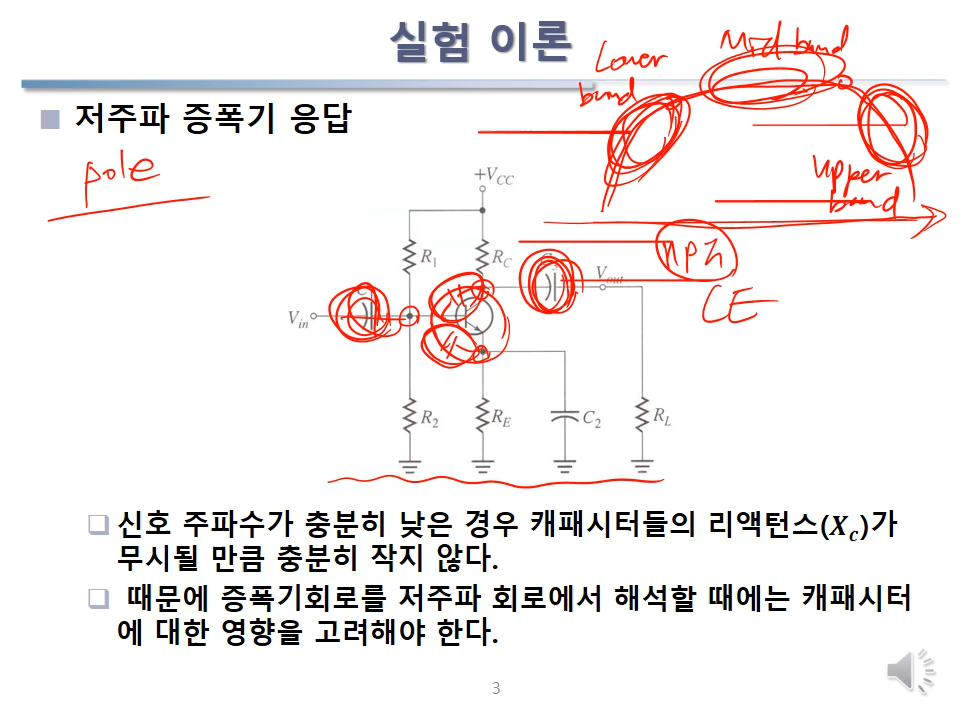 실험 이론
Lower
band
Mid band
저주파 증폭기 응답
pole
Upper
band
+VCC
R1
RC
npn
Vout
CE
Vin
R2
RE
C2
RL
신호 주파수가 충분히 낮은 경우 캐패시터들의 리액턴스(Xc)가
무시될 만큼 충분히 작지 않다.
때문에 증폭기회로를 저주파 회로에서 해석할 때에는 캐패시터
에 대한 영향을 고려해야 한다.
3